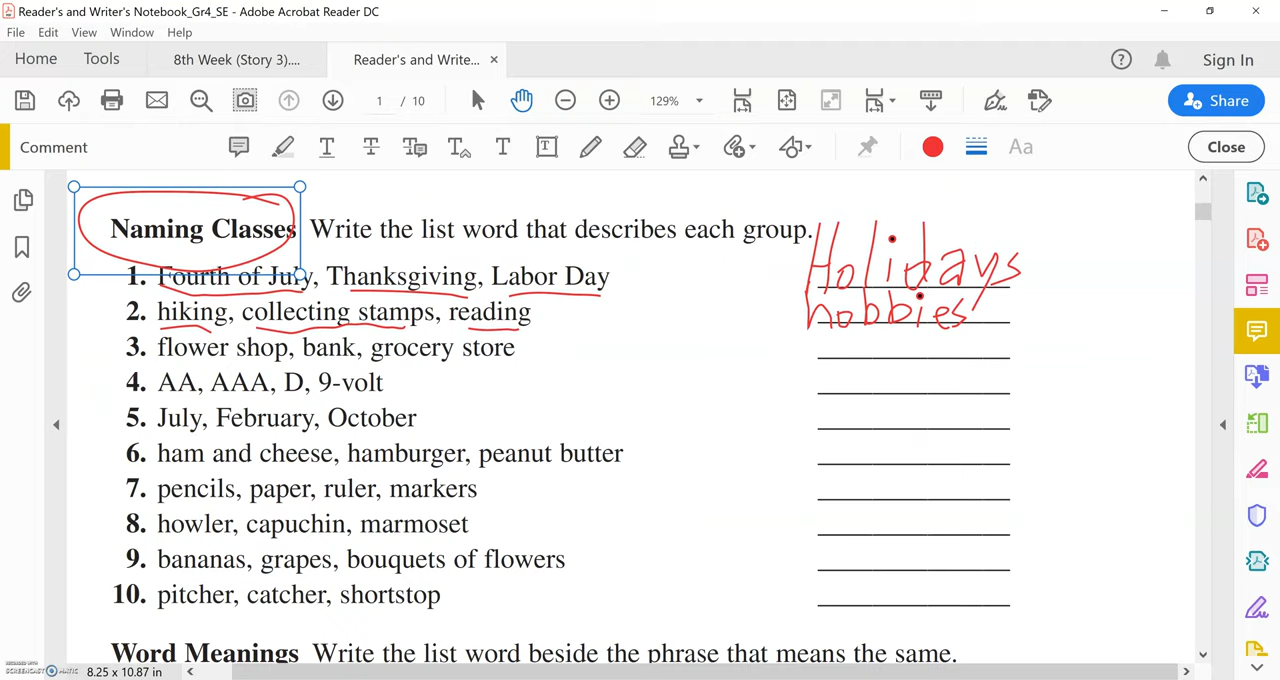 Reader's and Writer's Notebook_Gr4_SE - Adobe Acrobat Reader DC
File Edit View Window Help
Home Tools 8th Week (Story 3).... Reader's and Write... × Sign In
1 / 10 129% Share
Comment Aa Close
Naming Classes Write the list word that describes each group.
1. Fourth of July, Thanksgiving, Labor Day Holidays
2. hiking, collecting stamps, reading hobbies
3. flower shop, bank, grocery store
4. AA, AAA, D, 9-volt
5. July, February, October
6. ham and cheese, hamburger, peanut butter
7. pencils, paper, ruler, markers
8. howler, capuchin, marmoset
9. bananas, grapes, bouquets of flowers
10. pitcher, catcher, shortstop
Word Meanings Write the list word beside the phrase that means the same.
SCREENCAST MATIC 8.25 x 10.87 in